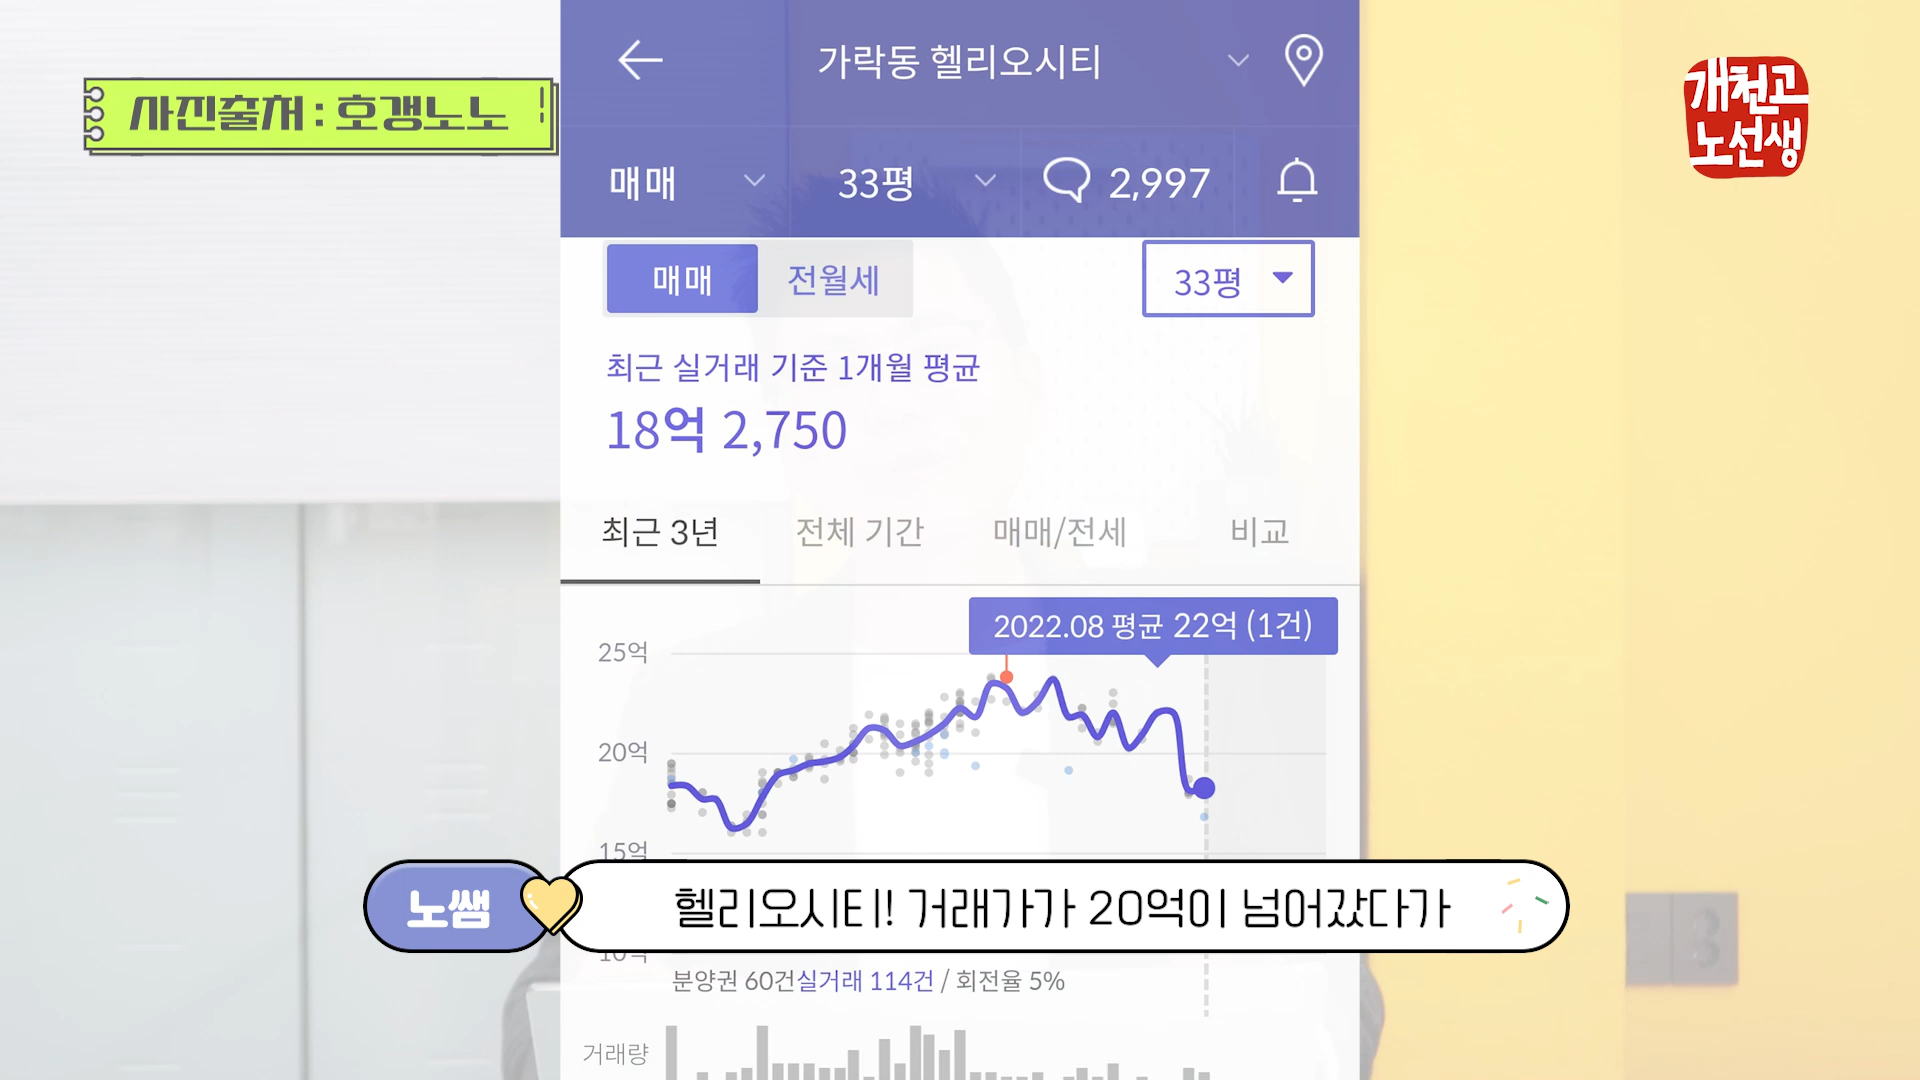 가락동 헬리오시티
사진출처 : 호갱노노
개천고
노선생
매매 33평 2,997
매매 전월세 33평
최근 실거래 기준 1개월 평균
18억 2,750
최근 3년 전체 기간 매매/전세 비교
2022.08 평균 22억 (1건)
25억
20억
15억
노쌤 헬리오시티! 거래가가 20억이 넘어갔다가
10억
분양권 60건실거래 114건 / 회전율 5%
거래량